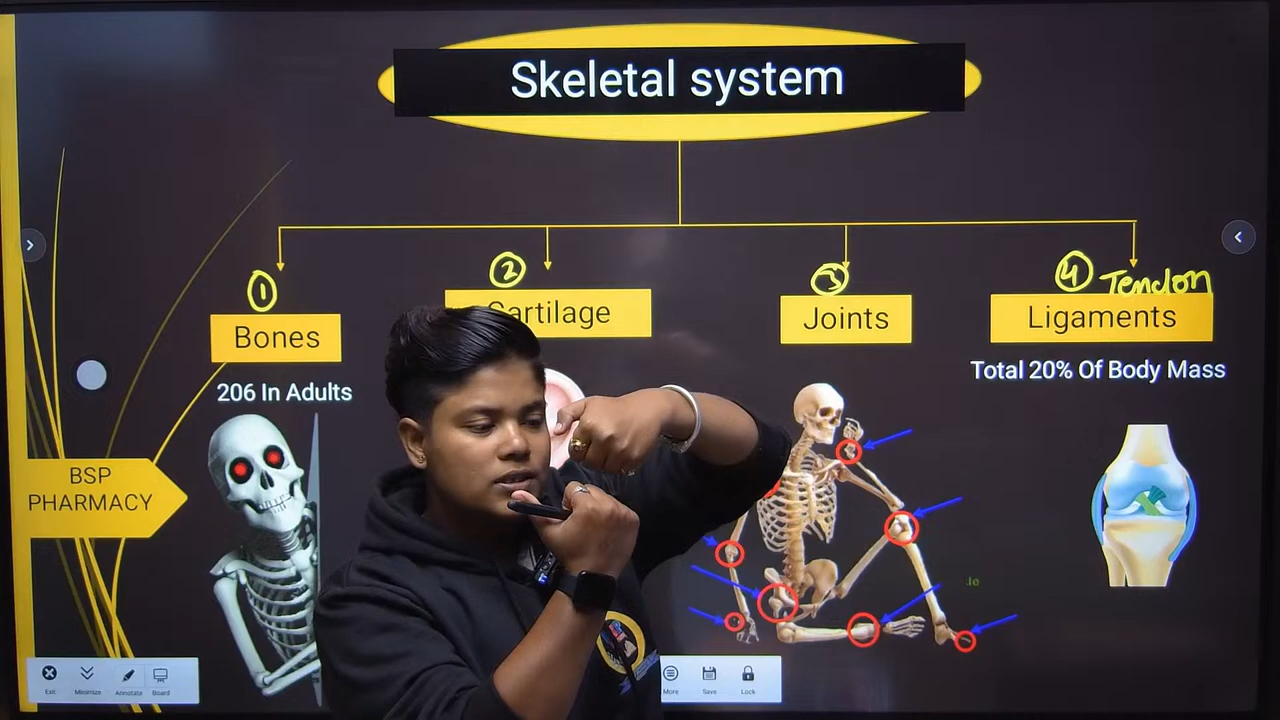 Skeletal system
① ② ③ ④ Tendon
Bones
Cartilage
Joints
Ligaments
206 In Adults
Total 20% Of Body Mass
BSP
PHARMACY
Exit
Minimize
Annotate
Board
More
Save
Lock